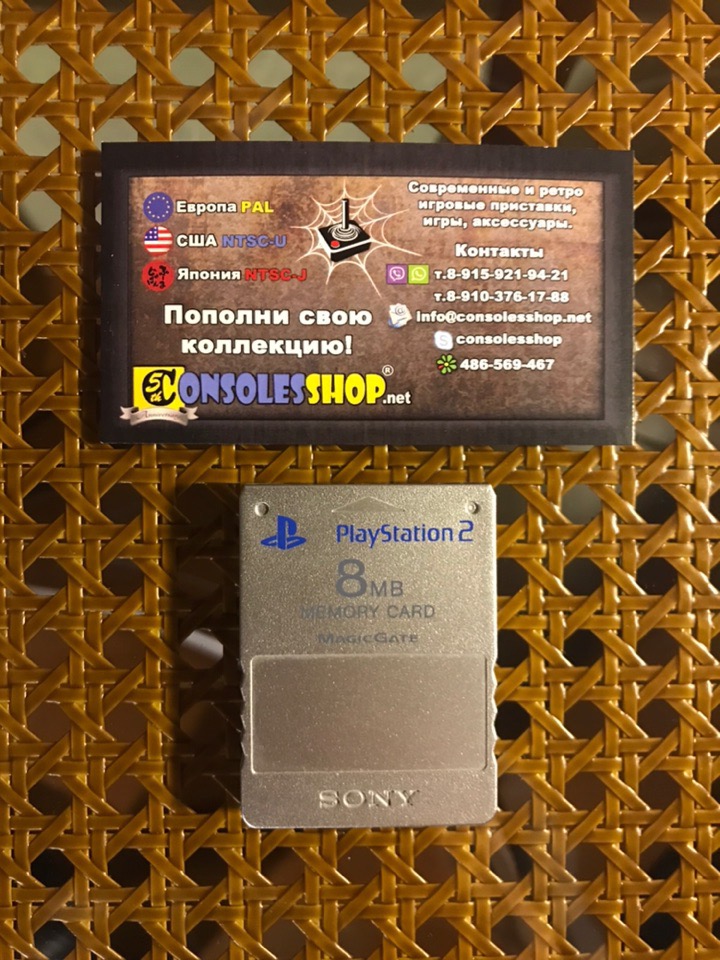 Европа PAL
США NTSC-U
Япония NTSC-J
Пополни свою
коллекцию!
5th
CONSOLESSHOP.net®
Современные и ретро
игровые приставки,
игры, аксессуары.
Контакты
т.8-915-921-94-21
т.8-910-376-17-88
info@consolesshop.net
consolesshop
486-569-467
PlayStation 2
8MB
MEMORY CARD
MAGICGATE
SONY